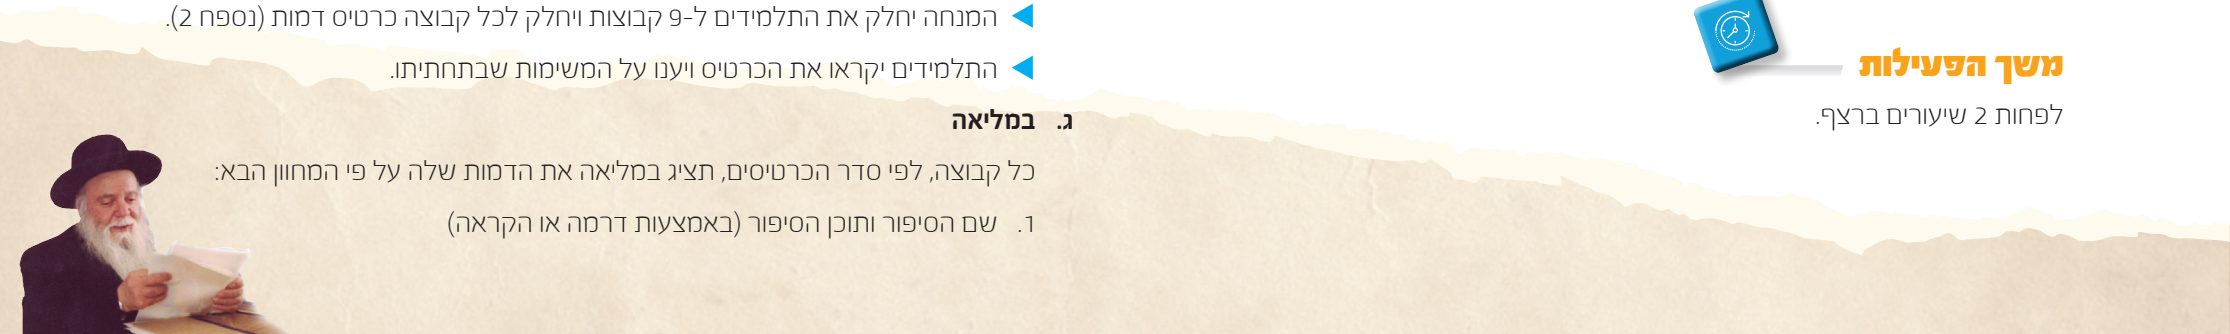 משך הפעילות
לפחות 2 שיעורים ברצף.
המנחה יחלק את התלמידים ל-9 קבוצות ויחלק לכל קבוצה כרטיס דמות (נספח 2).
התלמידים יקראו את הכרטיס ויענו על המשימות שבתחתיתו.
ג. במליאה
כל קבוצה, לפי סדר הכרטיסים, תציג במליאה את הדמות שלה על פי המחוון הבא:
1. שם הסיפור ותוכן הסיפור (באמצעות דרמה או הקראה)